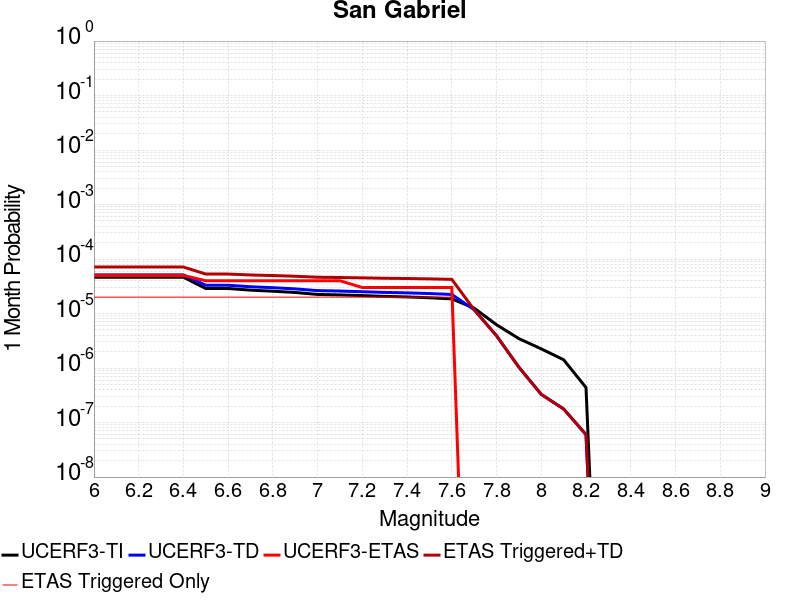 San Gabriel
10^0
10^-1
10^-2
10^-3
10^-4
10^-5
10^-6
10^-7
10^-8
1 Month Probability
6 6.2 6.4 6.6 6.8 7 7.2 7.4 7.6 7.8 8 8.2 8.4 8.6 8.8 9
Magnitude
UCERF3-TI UCERF3-TD UCERF3-ETAS ETAS Triggered+TD
ETAS Triggered Only